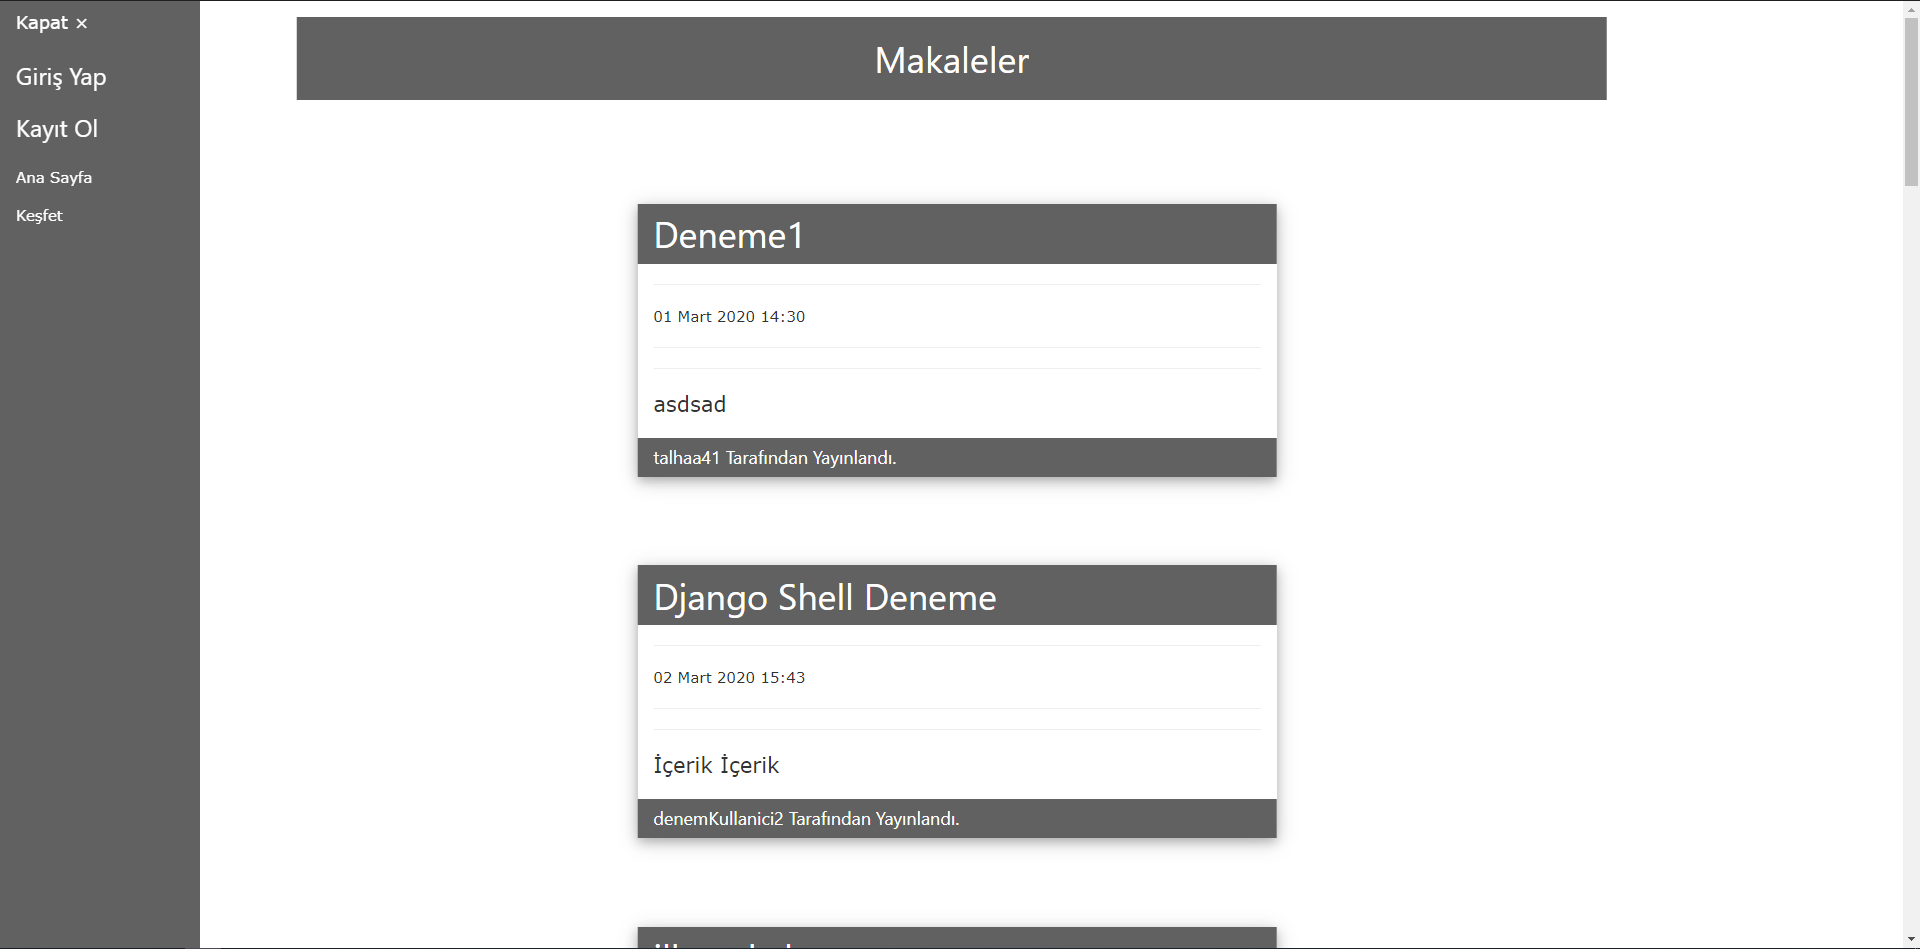 Kapat ×
Giriş Yap
Kayıt Ol
Ana Sayfa
Keşfet
Makaleler
Deneme1
01 Mart 2020 14:30
asdsad
talhaa41 Tarafından Yayınlandı.
Django Shell Deneme
02 Mart 2020 15:43
İçerik İçerik
denemKullanici2 Tarafından Yayınlandı.